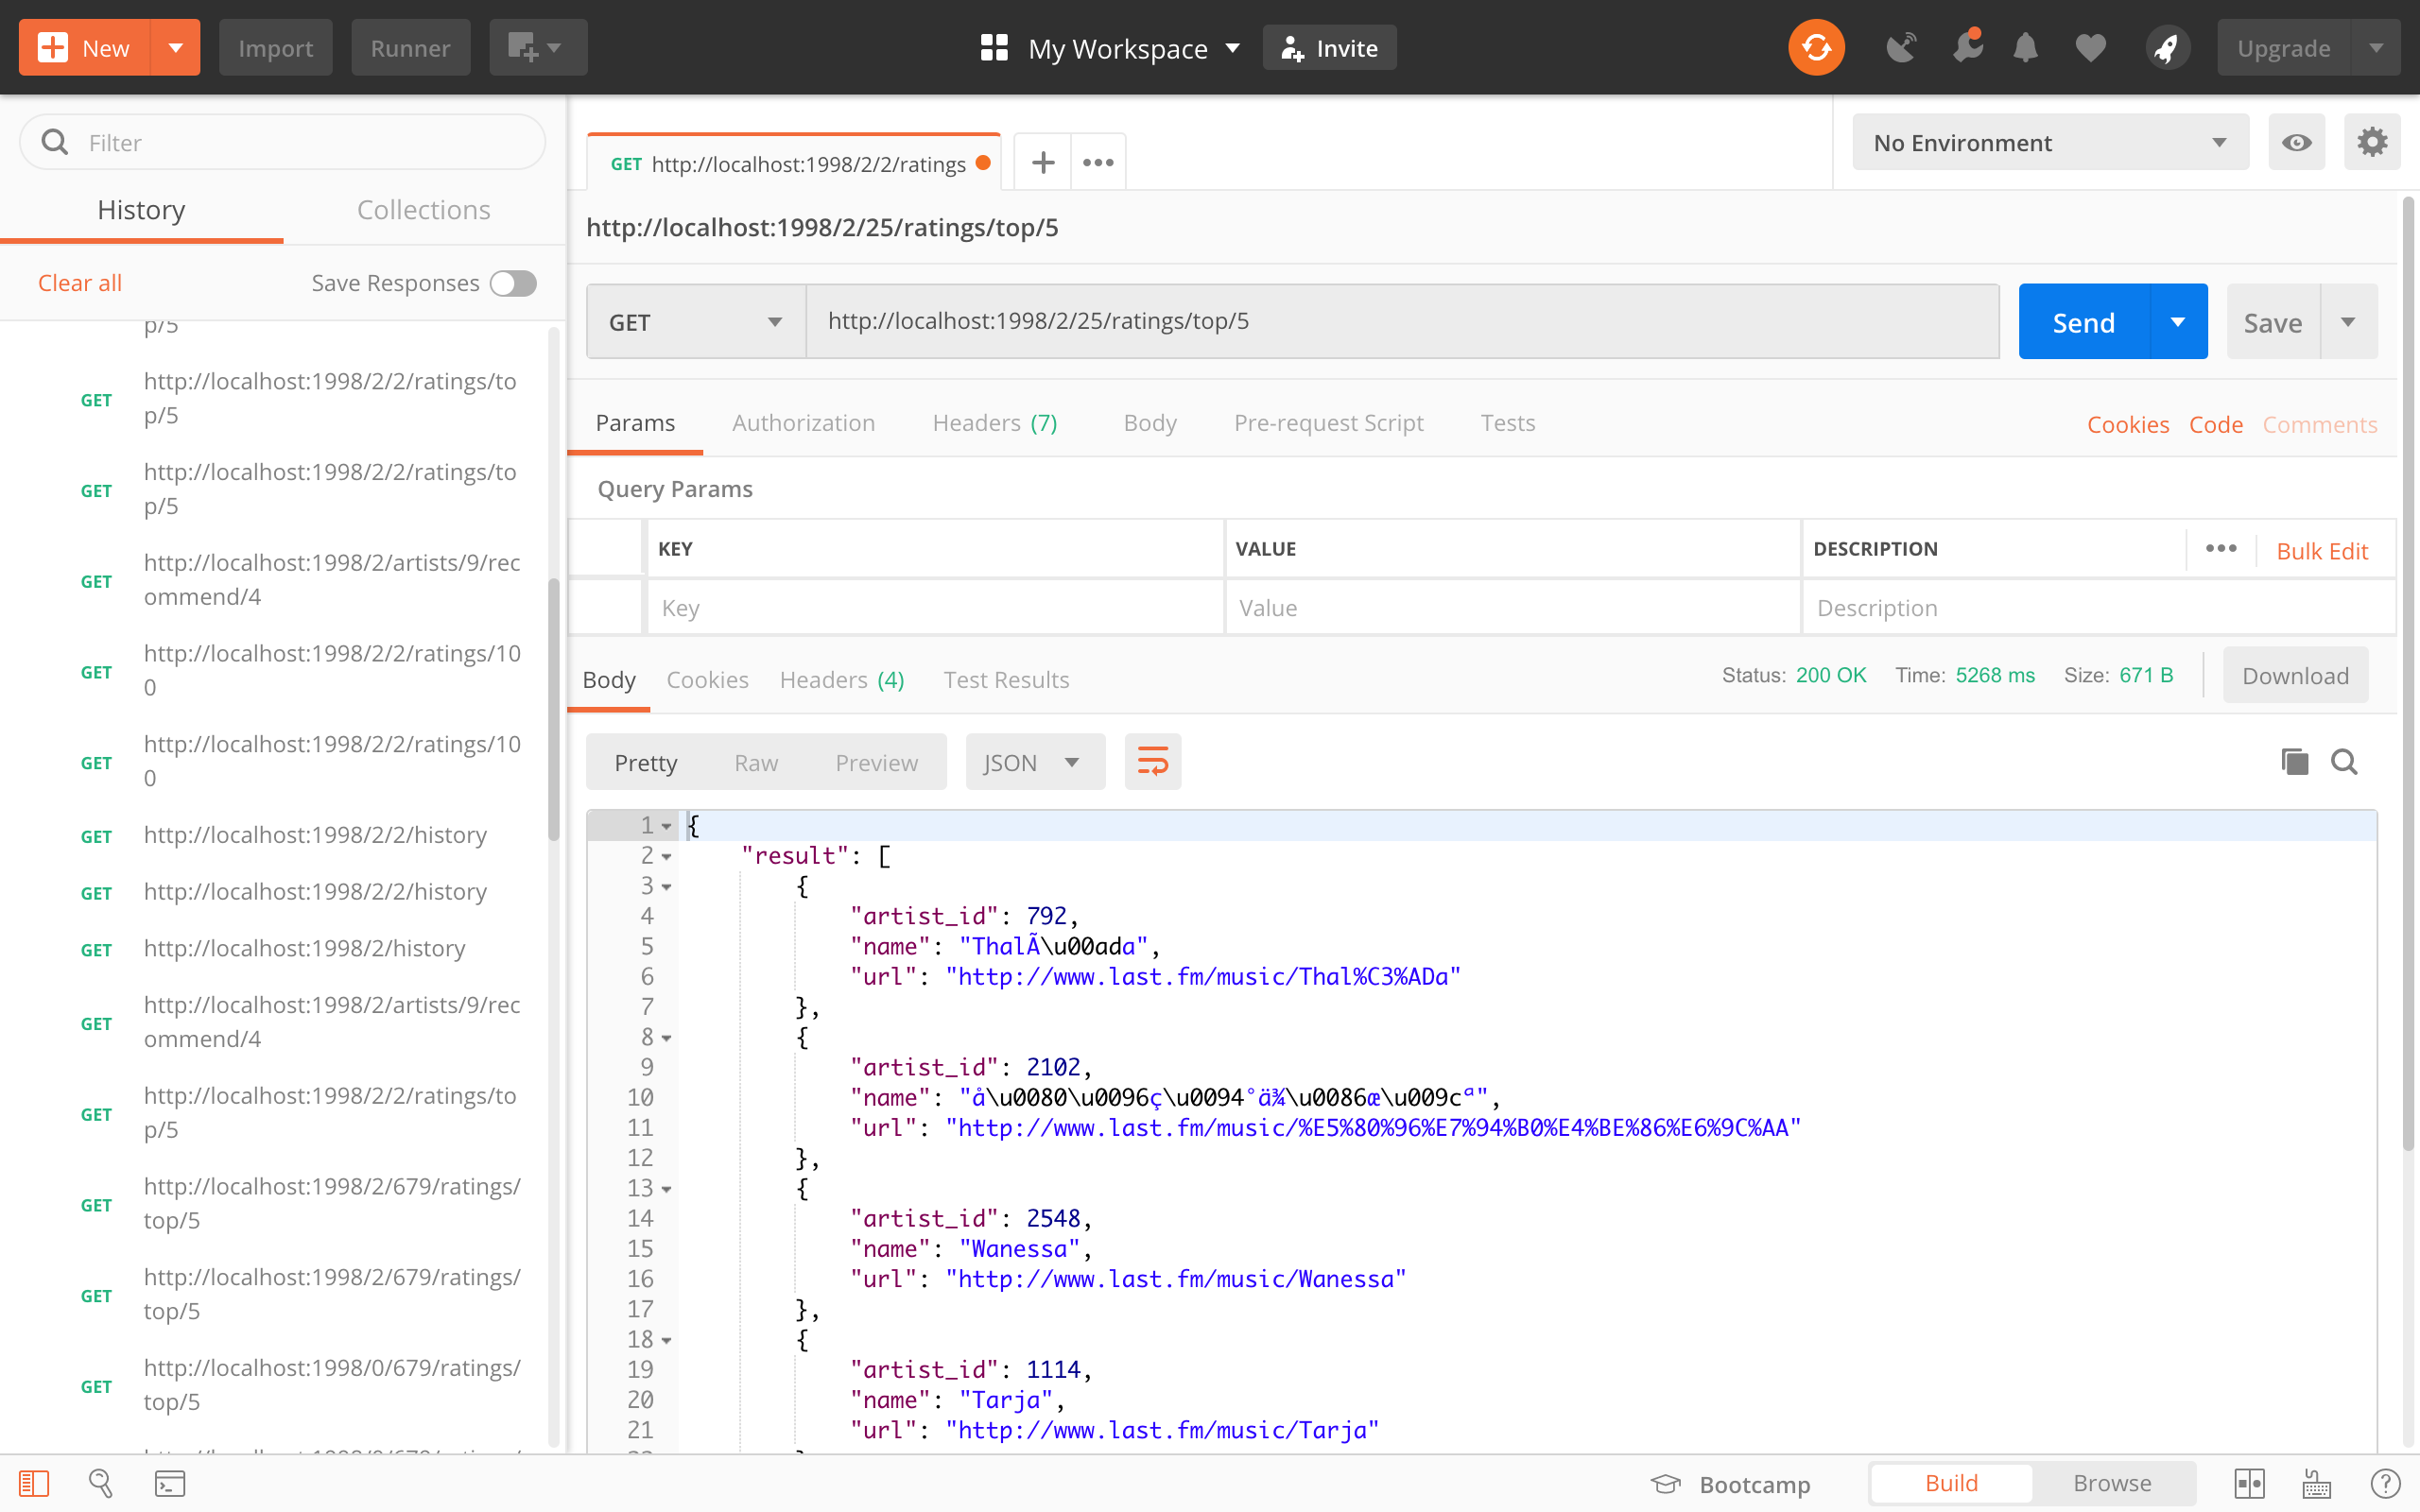 New
Import
Runner
My Workspace
Invite
Upgrade
Filter
History
Collections
Clear all
Save Responses
p/5
GET
http://localhost:1998/2/2/ratings/to
p/5
GET
http://localhost:1998/2/2/ratings/to
p/5
GET
http://localhost:1998/2/artists/9/rec
ommend/4
GET
http://localhost:1998/2/2/ratings/10
0
GET
http://localhost:1998/2/2/ratings/10
0
GET
http://localhost:1998/2/2/history
GET
http://localhost:1998/2/2/history
GET
http://localhost:1998/2/history
GET
http://localhost:1998/2/artists/9/rec
ommend/4
GET
http://localhost:1998/2/2/ratings/to
p/5
GET
http://localhost:1998/2/679/ratings/
top/5
GET
http://localhost:1998/2/679/ratings/
top/5
GET
http://localhost:1998/0/679/ratings/
top/5
GET http://localhost:1998/2/2/ratings
No Environment
http://localhost:1998/2/25/ratings/top/5
GET
http://localhost:1998/2/25/ratings/top/5
Send
Save
Params
Authorization
Headers (7)
Body
Pre-request Script
Tests
Cookies
Code
Comments
Query Params
KEY
VALUE
DESCRIPTION
Bulk Edit
Key
Value
Description
Body
Cookies
Headers (4)
Test Results
Status: 200 OK
Time: 5268 ms
Size: 671 B
Download
Pretty
Raw
Preview
JSON
1 {
2 "result": [
3 {
4 "artist_id": 792,
5 "name": "ThalÃ\u00ada",
6 "url": "http://www.last.fm/music/Thal%C3%ADa"
7 },
8 {
9 "artist_id": 2102,
10 "name": "å\u0080\u0096ç\u0094°ä¾\u0086æ\u009cª",
11 "url": "http://www.last.fm/music/%E5%80%96%E7%94%B0%E4%BE%86%E6%9C%AA"
12 },
13 {
14 "artist_id": 2548,
15 "name": "Wanessa",
16 "url": "http://www.last.fm/music/Wanessa"
17 },
18 {
19 "artist_id": 1114,
20 "name": "Tarja",
21 "url": "http://www.last.fm/music/Tarja"
Bootcamp
Build
Browse